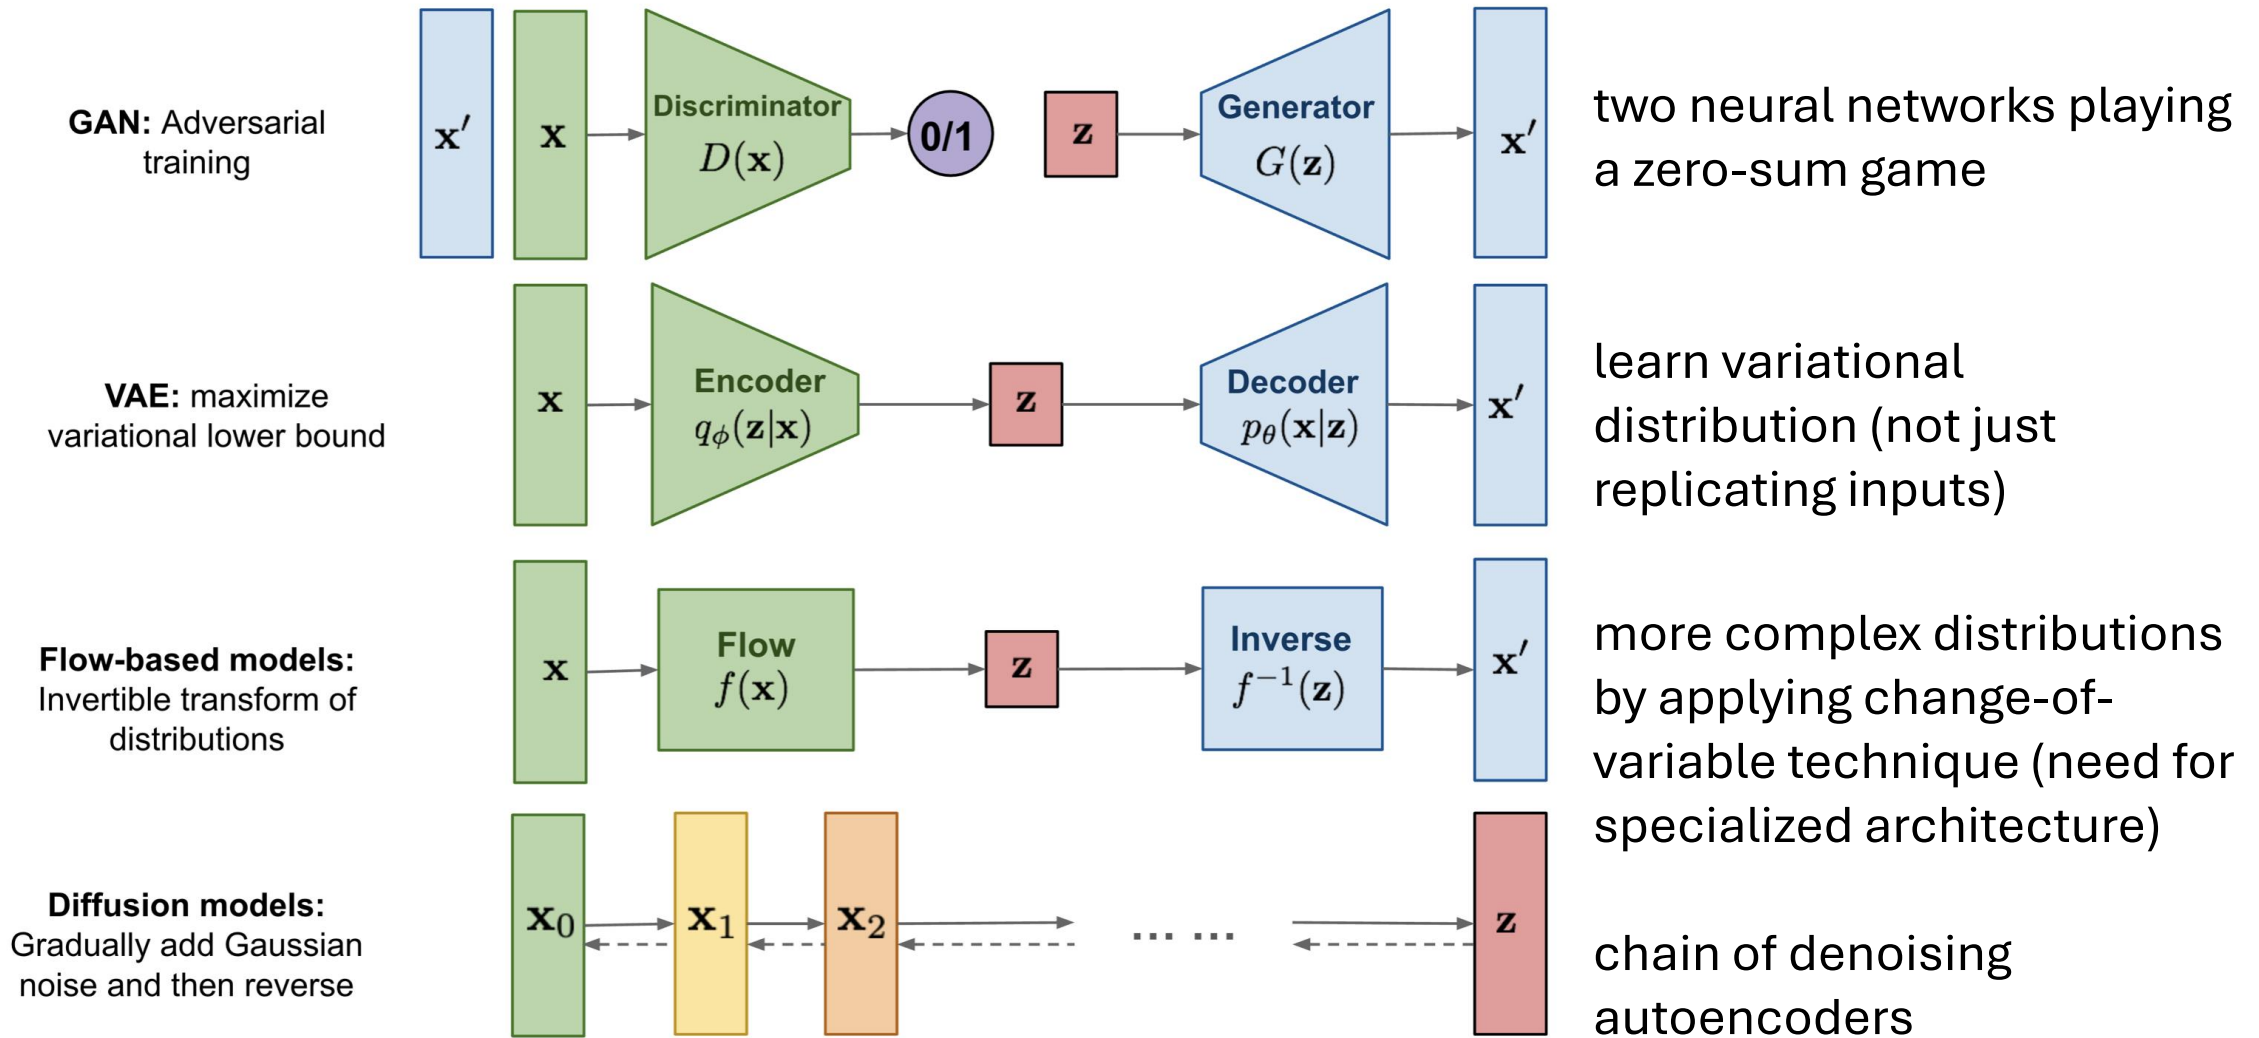 GAN: Adversarial
training
x′
x
Discriminator
D(x)
0/1
z
Generator
G(z)
x′
two neural networks playing
a zero-sum game
VAE: maximize
variational lower bound
x
Encoder
qϕ(z|x)
z
Decoder
pθ(x|z)
x′
learn variational
distribution (not just
replicating inputs)
Flow-based models:
Invertible transform of
distributions
x
Flow
f(x)
z
Inverse
f⁻¹(z)
x′
more complex distributions
by applying change-of-
variable technique (need for
specialized architecture)
Diffusion models:
Gradually add Gaussian
noise and then reverse
x₀
x₁
x₂
... ...
z
chain of denoising
autoencoders